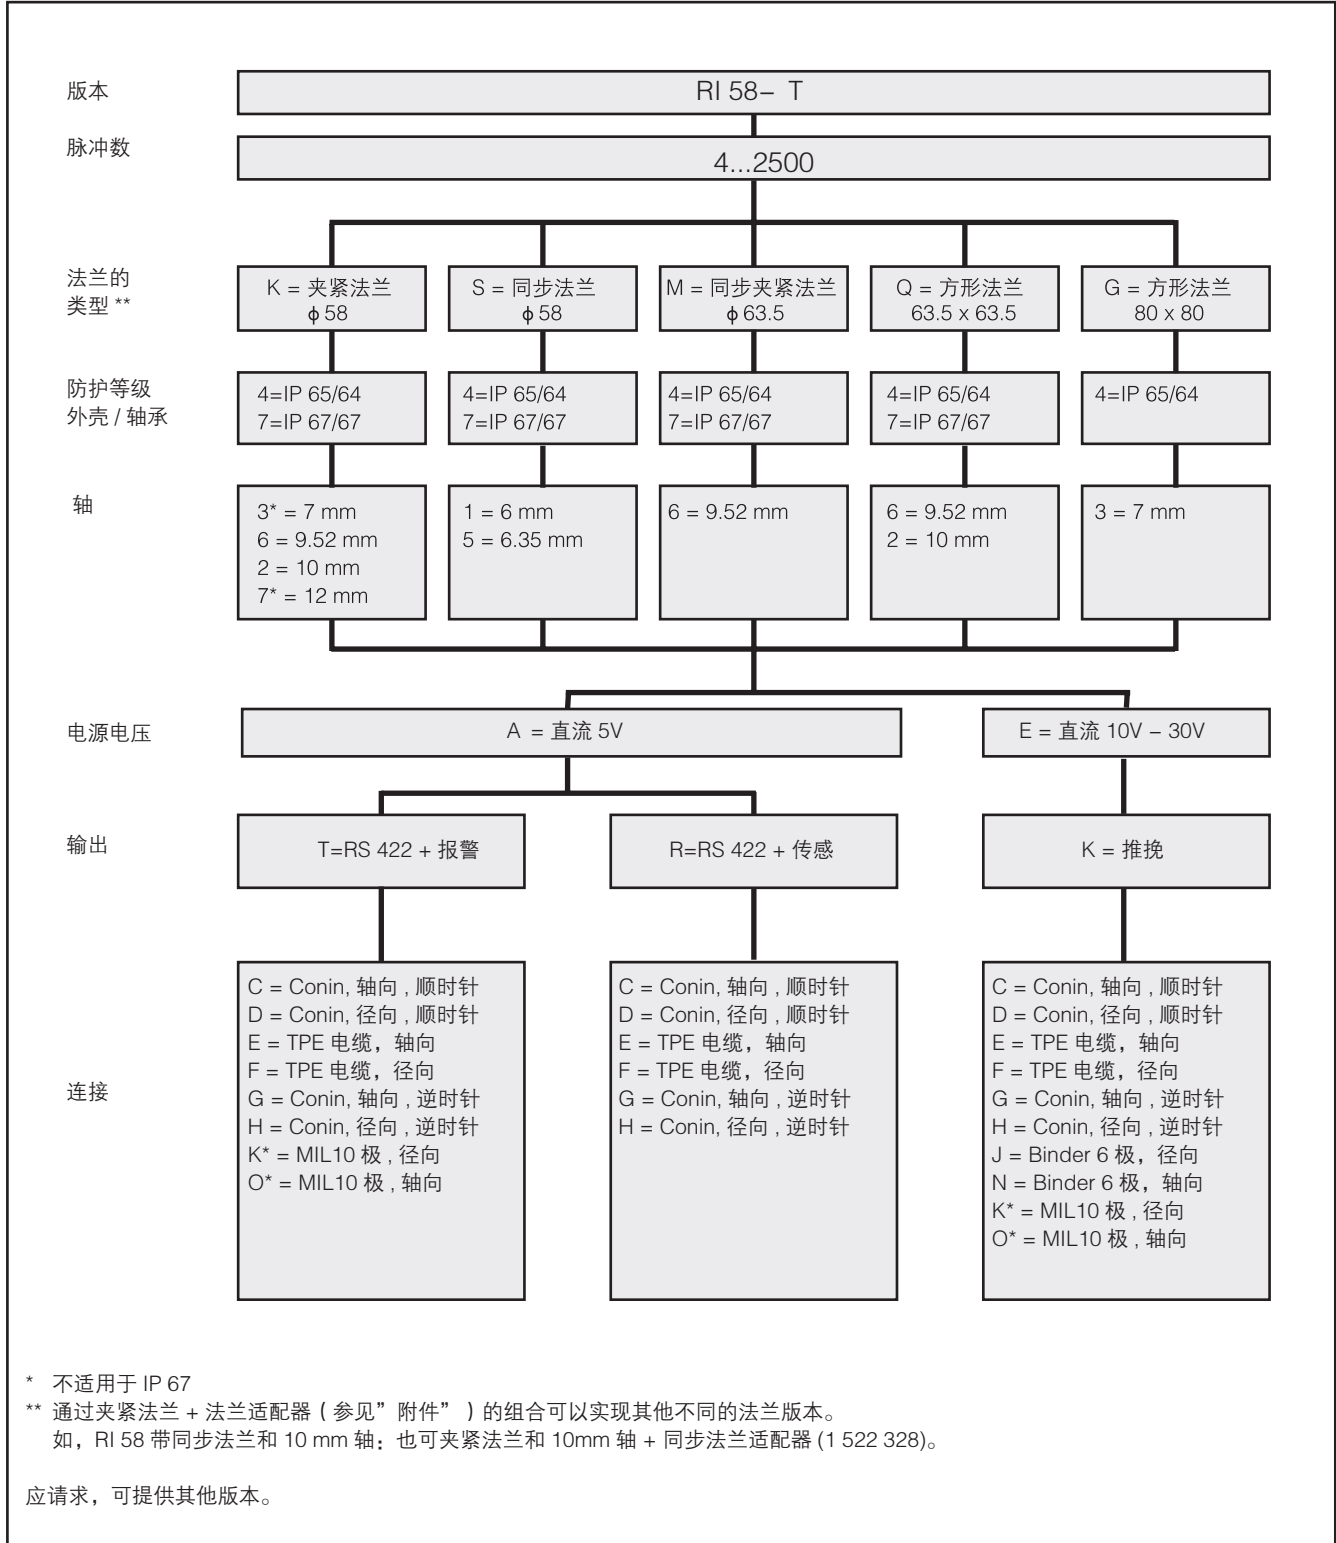 版本
RI 58– T
脉冲数
4...2500
法兰的
类型 **
K = 夹紧法兰
ϕ 58
S = 同步法兰
ϕ 58
M = 同步夹紧法兰
ϕ 63.5
Q = 方形法兰
63.5 x 63.5
G = 方形法兰
80 x 80
防护等级
外壳 / 轴承
4=IP 65/64
7=IP 67/67
4=IP 65/64
7=IP 67/67
4=IP 65/64
7=IP 67/67
4=IP 65/64
7=IP 67/67
4=IP 65/64
轴
3* = 7 mm
6 = 9.52 mm
2 = 10 mm
7* = 12 mm
1 = 6 mm
5 = 6.35 mm
6 = 9.52 mm
6 = 9.52 mm
2 = 10 mm
3 = 7 mm
电源电压
A = 直流 5V
E = 直流 10V – 30V
输出
T=RS 422 + 报警
R=RS 422 + 传感
K = 推挽
连接
C = Conin, 轴向 , 顺时针
D = Conin, 径向 , 顺时针
E = TPE 电缆，轴向
F = TPE 电缆，径向
G = Conin, 轴向 , 逆时针
H = Conin, 径向 , 逆时针
K* = MIL10 极 , 径向
O* = MIL10 极 , 轴向
C = Conin, 轴向 , 顺时针
D = Conin, 径向 , 顺时针
E = TPE 电缆，轴向
F = TPE 电缆，径向
G = Conin, 轴向 , 逆时针
H = Conin, 径向 , 逆时针
C = Conin, 轴向 , 顺时针
D = Conin, 径向 , 顺时针
E = TPE 电缆，轴向
F = TPE 电缆，径向
G = Conin, 轴向 , 逆时针
H = Conin, 径向 , 逆时针
J = Binder 6 极，径向
N = Binder 6 极，轴向
K* = MIL10 极 , 径向
O* = MIL10 极 , 轴向
* 不适用于 IP 67
** 通过夹紧法兰 + 法兰适配器（参见”附件”）的组合可以实现其他不同的法兰版本。
如，RI 58 带同步法兰和 10 mm 轴；也可夹紧法兰和 10mm 轴 + 同步法兰适配器 (1 522 328)。
应请求，可提供其他版本。